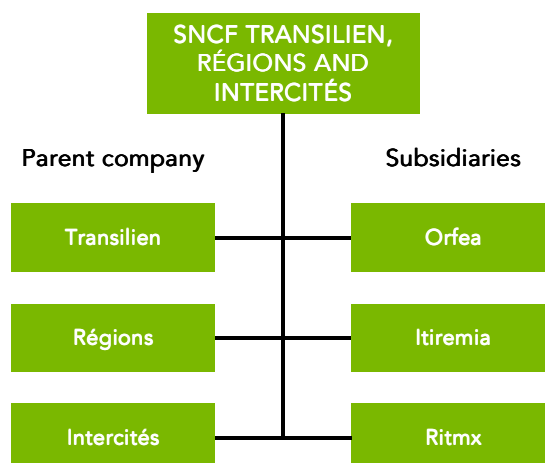 SNCF TRANSILIEN,
RÉGIONS AND
INTERCITÉS
Parent company
Subsidiaries
Transilien
Orfea
Régions
Itiremia
Intercités
Ritmx